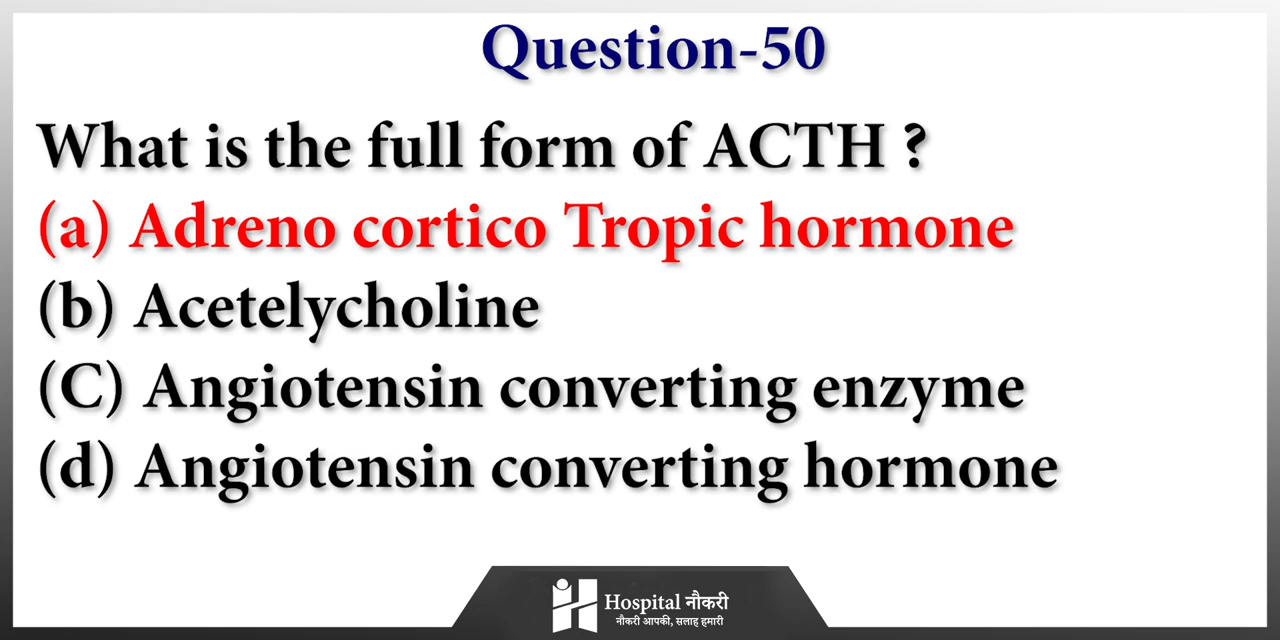 Question-50
What is the full form of ACTH ?
(a) Adreno cortico Tropic hormone
(b) Acetelycholine
(C) Angiotensin converting enzyme
(d) Angiotensin converting hormone
Hospital नौकरी
नौकरी आपकी, सलाह हमारी